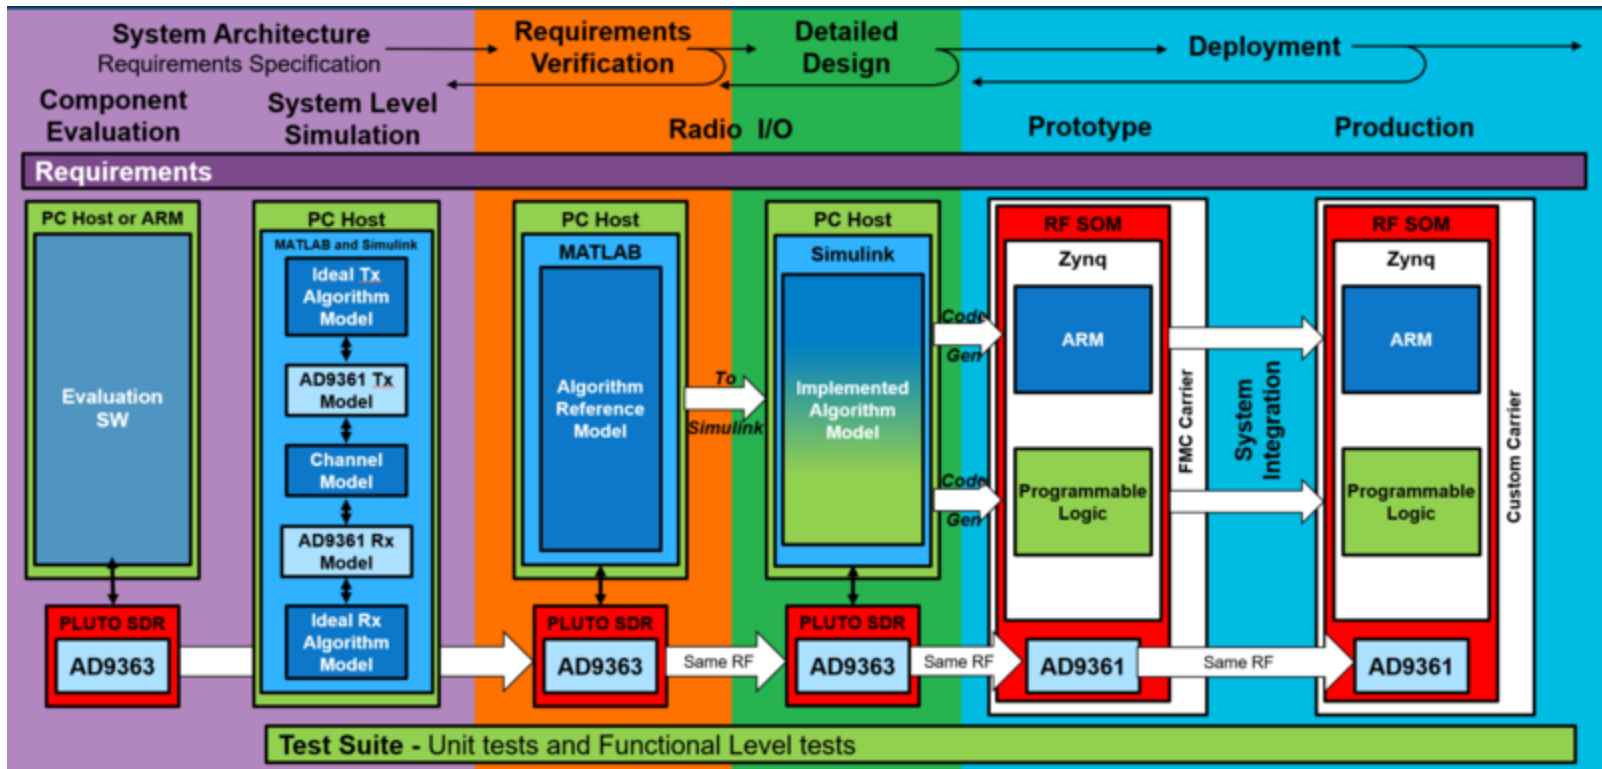 System Architecture
Requirements Specification
Requirements
Verification
Detailed
Design
Deployment
Component
Evaluation
System Level
Simulation
Radio I/O
Prototype
Production
Requirements
PC Host or ARM
Evaluation
SW
PLUTO SDR
AD9363
PC Host
MATLAB and Simulink
Ideal Tx
Algorithm
Model
AD9361 Tx
Model
Channel
Model
AD9361 Rx
Model
Ideal Rx
Algorithm
Model
PC Host
MATLAB
Algorithm
Reference
Model
PLUTO SDR
AD9363
To
Simulink
Same RF
PC Host
Simulink
Implemented
Algorithm
Model
PLUTO SDR
AD9363
Code
Gen
Code
Gen
Same RF
RF SOM
Zynq
ARM
Programmable
Logic
AD9361
FMC Carrier
System
Integration
Same RF
RF SOM
Zynq
ARM
Programmable
Logic
AD9361
Custom Carrier
Test Suite - Unit tests and Functional Level tests